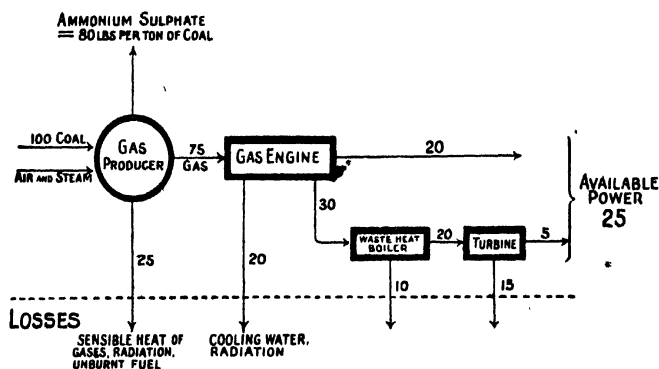 AMMONIUM SULPHATE
= 80 LBS PER TON OF COAL
100 COAL
AIR AND STEAM
GAS
PRODUCER
75
GAS
GAS ENGINE
20
30
WASTE HEAT
BOILER
20
TURBINE
5
AVAILABLE
POWER
25
25
20
10
15
LOSSES
SENSIBLE HEAT OF
GASES, RADIATION,
UNBURNT FUEL
COOLING WATER,
RADIATION